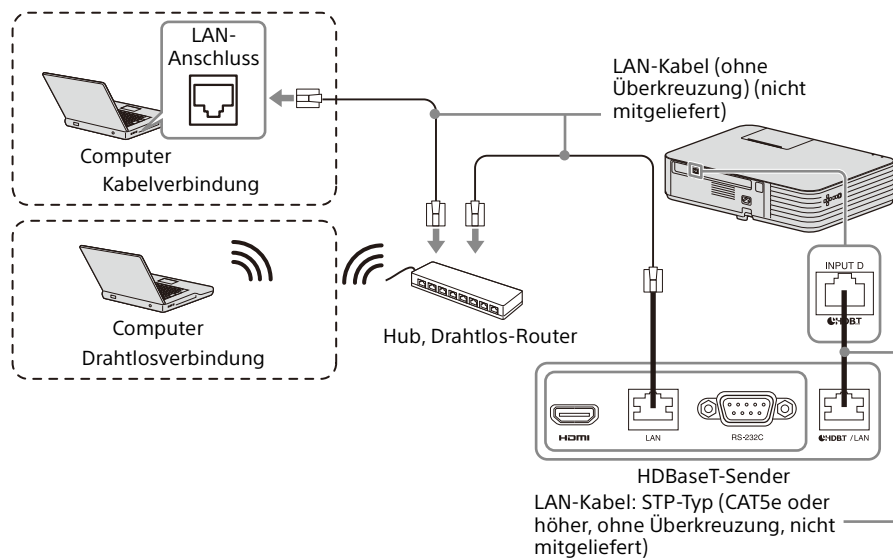 LAN-
Anschluss
Computer
Kabelverbindung
LAN-Kabel (ohne
Überkreuzung) (nicht
mitgeliefert)
Computer
Drahtlosverbindung
Hub, Drahtlos-Router
INPUT D
HDBT
HDMI
LAN
RS-232C
HDBT / LAN
HDBaseT-Sender
LAN-Kabel: STP-Typ (CAT5e oder
höher, ohne Überkreuzung, nicht
mitgeliefert)